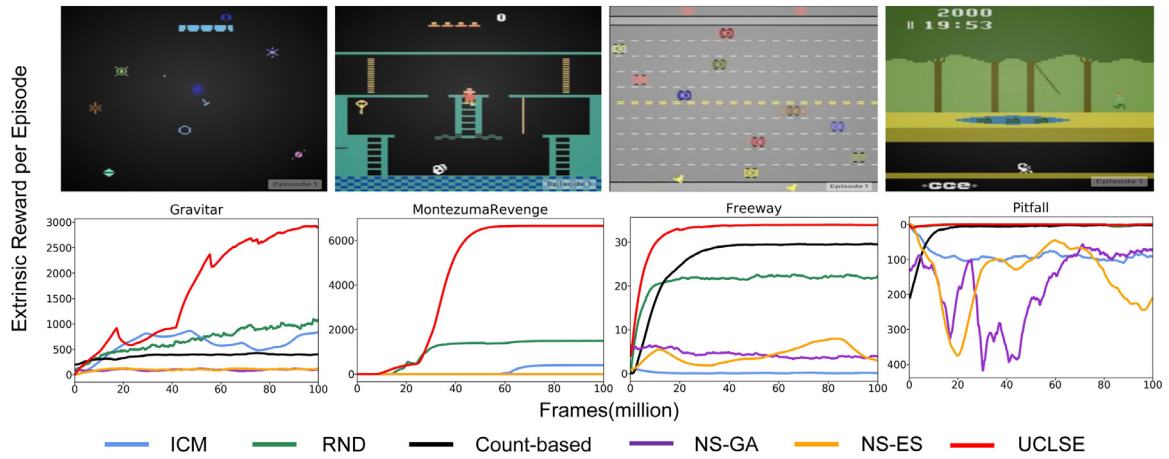 0
0
2000
19:53
Episode 1
Episode 1
Episode 1
Episode 1
Extrinsic Reward per Episode
Gravitar
MontezumaRevenge
Freeway
Pitfall
3000
2500
2000
1500
1000
500
0
0 20 40 60 80 100
6000
4000
2000
0
0 20 40 60 80 100
30
20
10
0
0 20 40 60 80 100
0
100
200
300
400
0 20 40 60 80 100
Frames(million)
ICM RND Count-based NS-GA NS-ES UCLSE